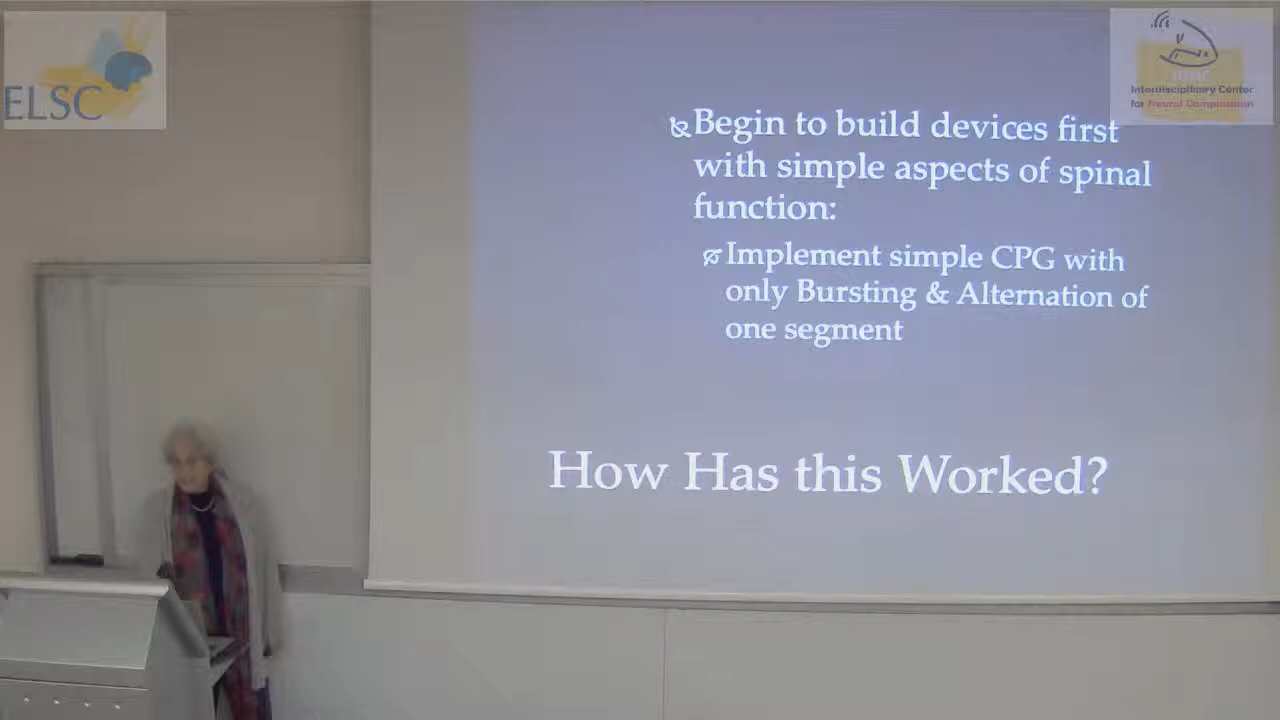 ELSC
Interdisciplinary Center
for Neural Computation
Begin to build devices first
with simple aspects of spinal
function:
Implement simple CPG with
only Bursting & Alternation of
one segment
How Has this Worked?